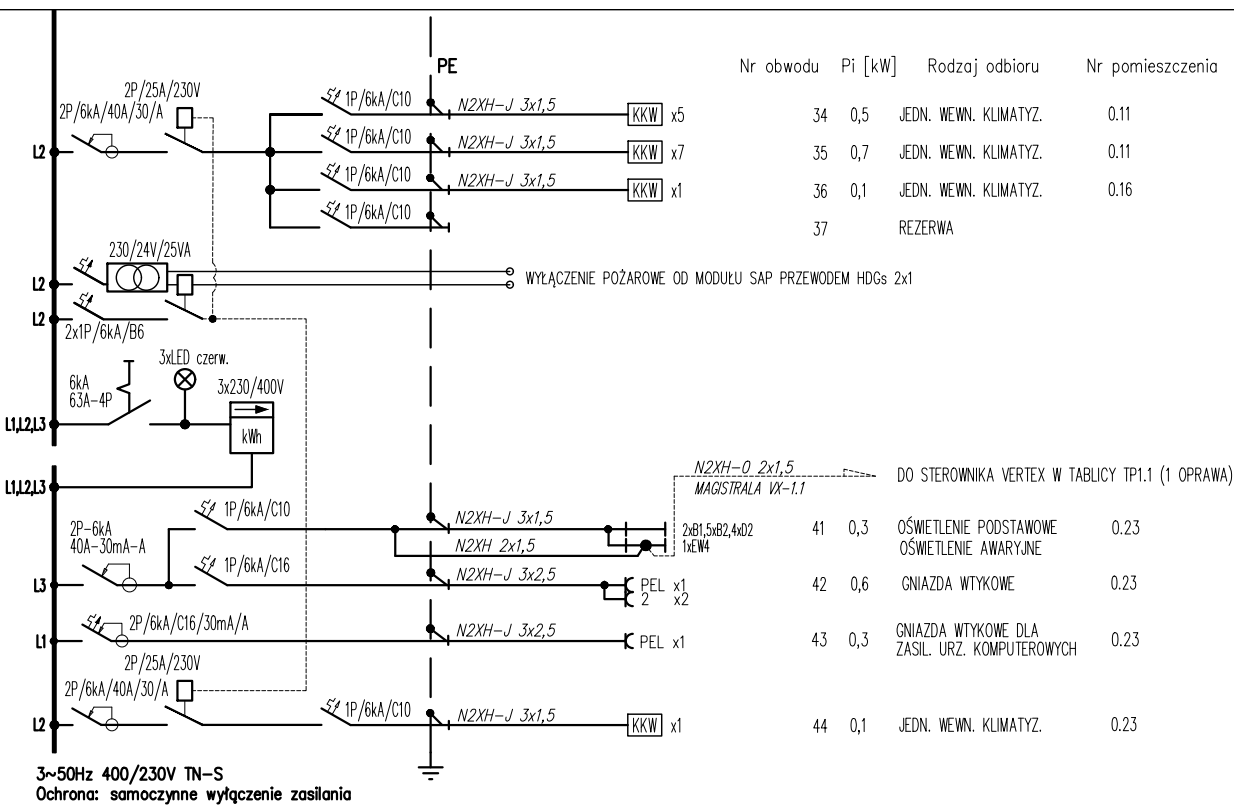 PE
Nr obwodu Pi [kW] Rodzaj odbioru Nr pomieszczenia
2P/25A/230V
2P/6kA/40A/30/A
L2
1P/6kA/C10 N2XH-J 3x1,5 KKW x5 34 0,5 JEDN. WEWN. KLIMATYZ. 0.11
1P/6kA/C10 N2XH-J 3x1,5 KKW x7 35 0,7 JEDN. WEWN. KLIMATYZ. 0.11
1P/6kA/C10 N2XH-J 3x1,5 KKW x1 36 0,1 JEDN. WEWN. KLIMATYZ. 0.16
1P/6kA/C10 37 REZERWA
230/24V/25VA
L2 WYŁĄCZENIE POŻAROWE OD MODUŁU SAP PRZEWODEM HDGs 2x1
L2
2x1P/6kA/B6
3xLED czerw.
6kA
63A-4P
3x230/400V
L1,L2,L3
kWh
L1,L2,L3
N2XH-O 2x1,5
MAGISTRALA VX-1.1
DO STEROWNIKA VERTEX W TABLICY TP1.1 (1 OPRAWA)
2P-6kA
40A-30mA-A
1P/6kA/C10 N2XH-J 3x1,5 2xB1,5xB2,4xD2 41 0,3 OŚWIETLENIE PODSTAWOWE 0.23
N2XH 2x1,5 1xEW4 OŚWIETLENIE AWARYJNE
L3 1P/6kA/C16 N2XH-J 3x2,5 PEL x1 42 0,6 GNIAZDA WTYKOWE 0.23
2 x2
L1 2P/6kA/C16/30mA/A N2XH-J 3x2,5 PEL x1 43 0,3 GNIAZDA WTYKOWE DLA 0.23
ZASIL. URZ. KOMPUTEROWYCH
2P/25A/230V
2P/6kA/40A/30/A
L2 1P/6kA/C10 N2XH-J 3x1,5 KKW x1 44 0,1 JEDN. WEWN. KLIMATYZ. 0.23
3~50Hz 400/230V TN-S
Ochrona: samoczynne wyłączenie zasilania